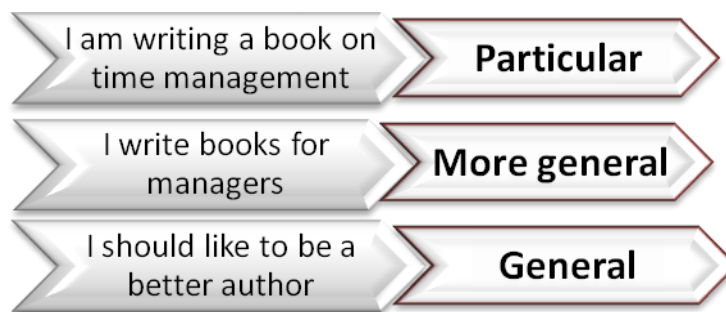 I am writing a book on
time management
Particular
I write books for
managers
More general
I should like to be a
better author
General